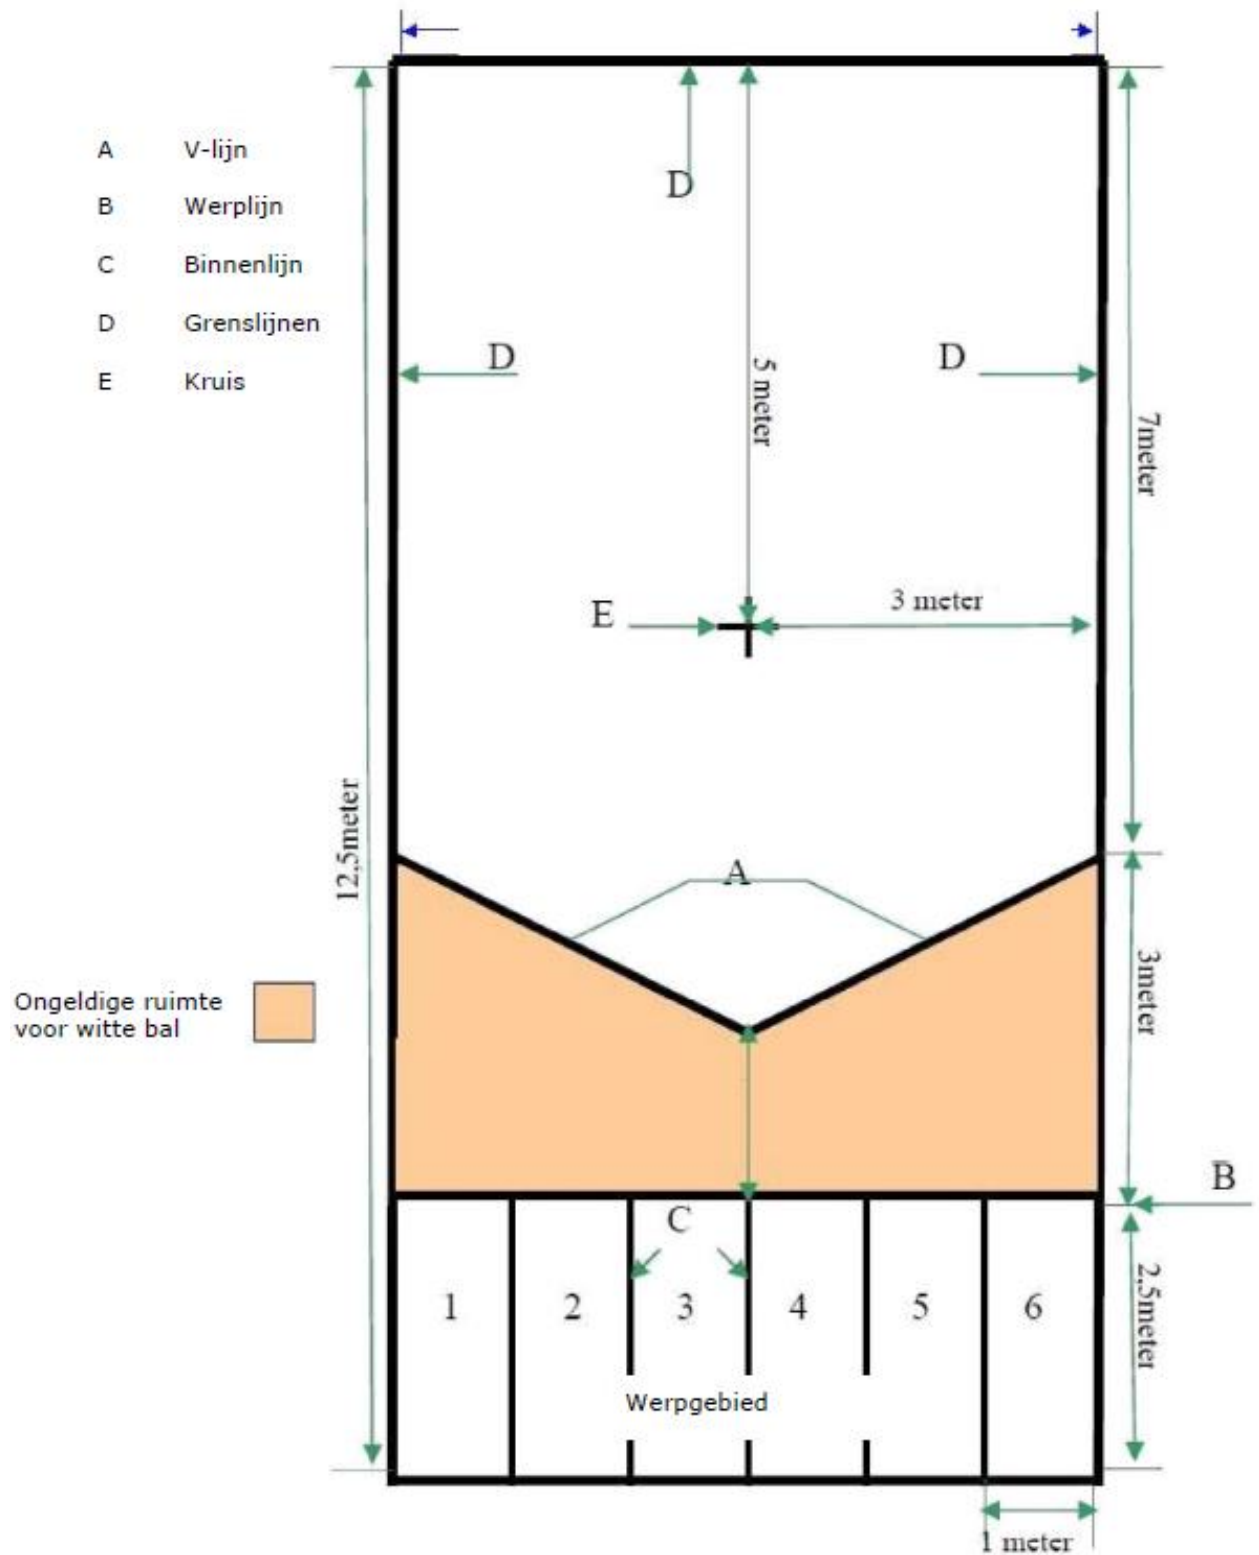 A V-lijn
B Werplijn
C Binnenlijn
D Grenslijnen
E Kruis
D
D
D
5 meter
7meter
E
3 meter
12,5meter
A
3meter
Ongeldige ruimte
voor witte bal
B
C
1 2 3 4 5 6
2,5meter
Werpgebied
1 meter